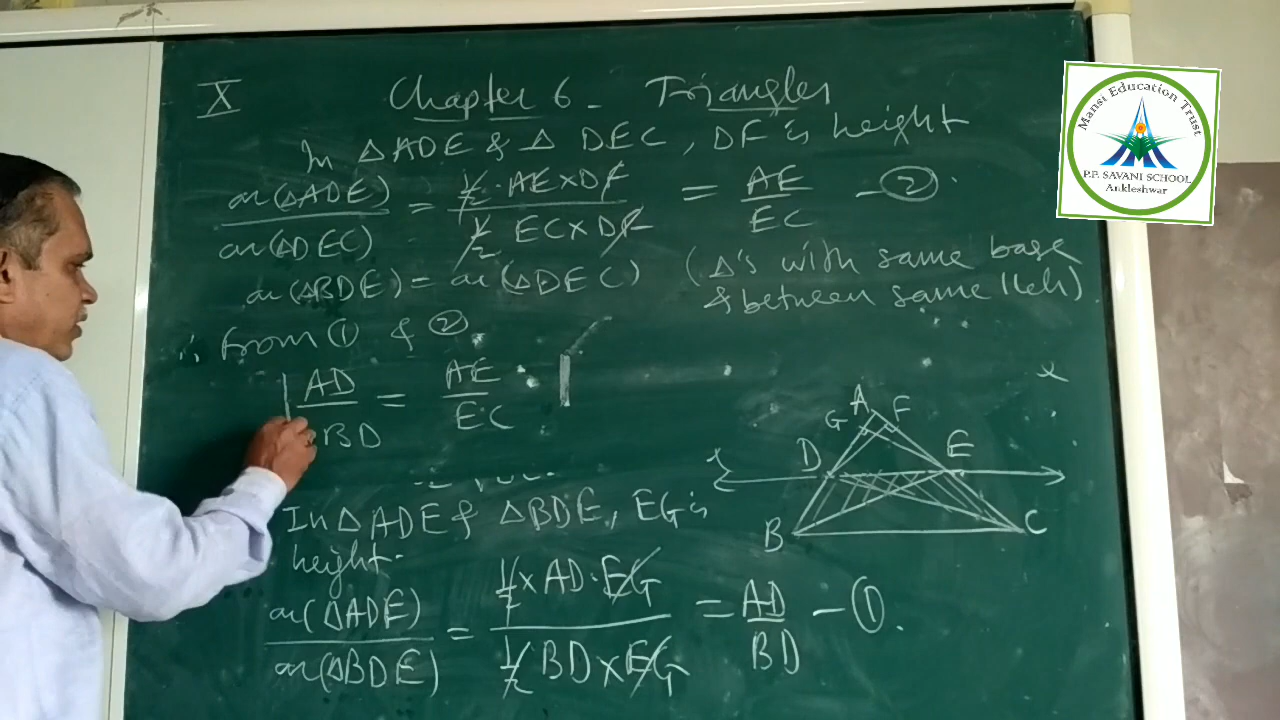 X Chapter 6 - Triangles
In △ADE & △ DEC, DF is height
ar(△ADE) / ar(△DEC) = 1/2 · AE × DF / 1/2 EC × DF = AE / EC - ②.
ar(△BDE) = ar(△DEC) (△'s with same base
& between same ||els).
∴ from ① & ②
AD / BD = AE / EC.
In △ADE & △BDE, EG is
height.
ar(△ADE) / ar(△BDE) = 1/2 × AD · EG / 1/2 BD × EG = AD / BD - ①.
A F
G
D E
B C
Mansi Education Trust
P.P. SAVANI SCHOOL
Ankleshwar